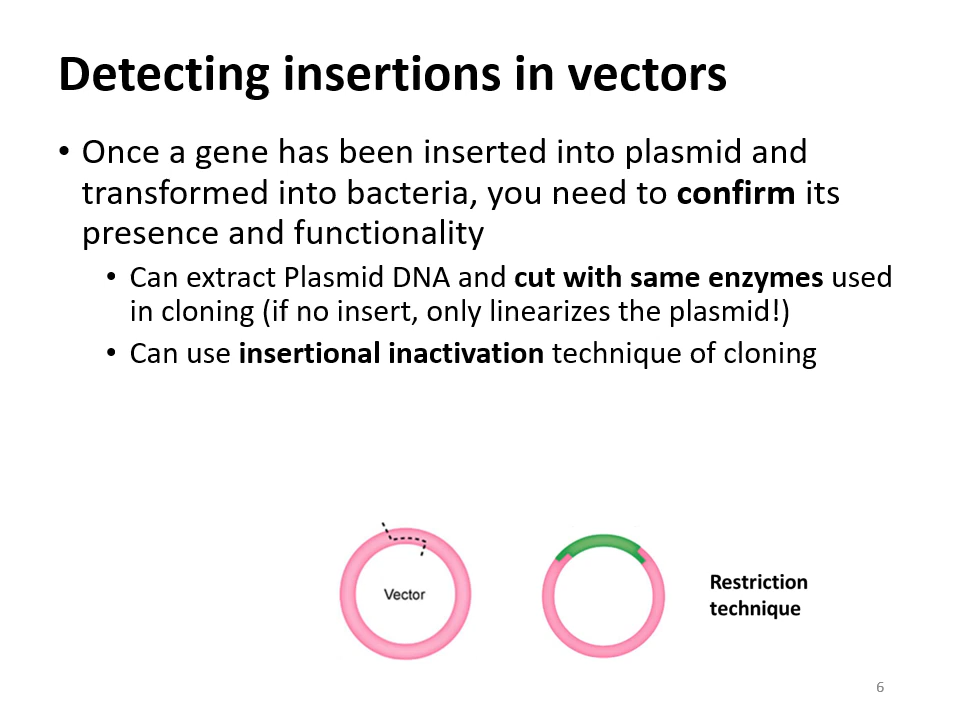 Detecting insertions in vectors
• Once a gene has been inserted into plasmid and
transformed into bacteria, you need to confirm its
presence and functionality
• Can extract Plasmid DNA and cut with same enzymes used
in cloning (if no insert, only linearizes the plasmid!)
• Can use insertional inactivation technique of cloning
Vector
Restriction
technique
6